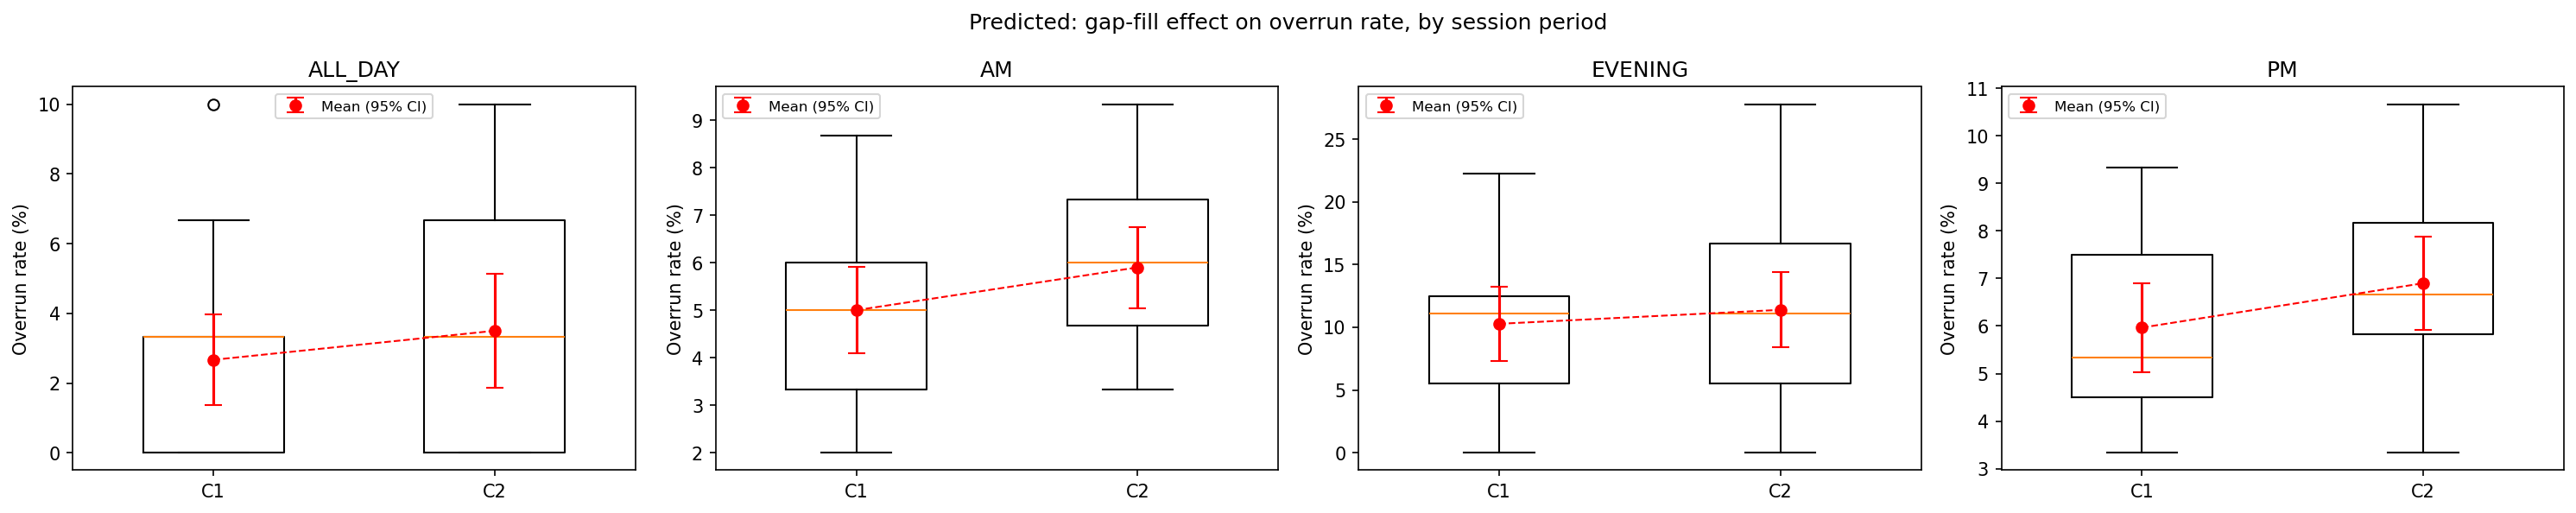 Predicted: gap-fill effect on overrun rate, by session period
ALL_DAY
Overrun rate (%)
10
8
6
4
2
0
Mean (95% CI)
C1
C2
AM
Overrun rate (%)
9
8
7
6
5
4
3
2
Mean (95% CI)
C1
C2
EVENING
Overrun rate (%)
25
20
15
10
5
0
Mean (95% CI)
C1
C2
PM
Overrun rate (%)
11
10
9
8
7
6
5
4
3
Mean (95% CI)
C1
C2